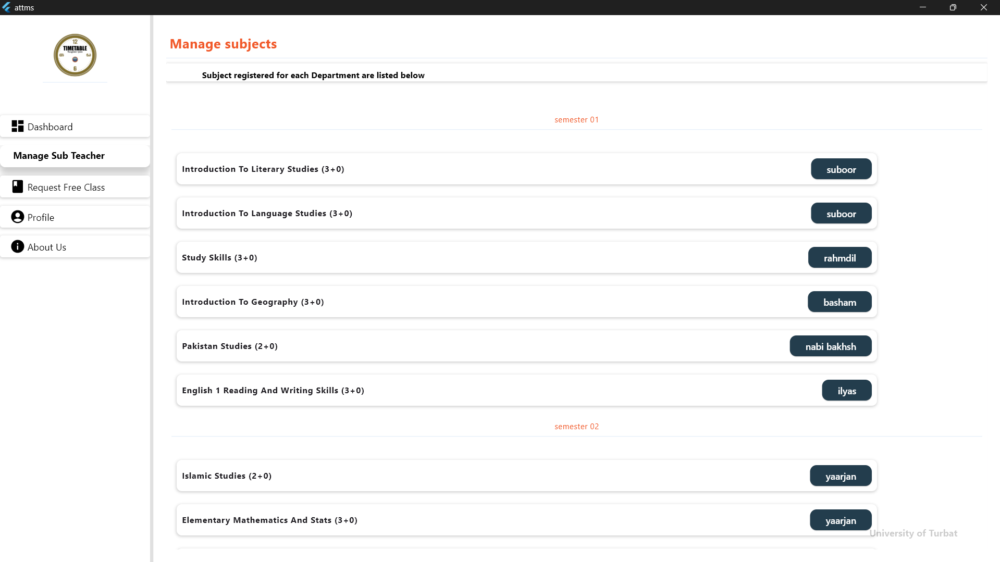 attms
12
TIMETABLE
Management System
6
Manage subjects
Subject registered for each Department are listed below
Dashboard
Manage Sub Teacher
Request Free Class
Profile
About Us
semester 01
Introduction To Literary Studies (3+0)
suboor
Introduction To Language Studies (3+0)
suboor
Study Skills (3+0)
rahmdil
Introduction To Geography (3+0)
basham
Pakistan Studies (2+0)
nabi bakhsh
English 1 Reading And Writing Skills (3+0)
ilyas
semester 02
Islamic Studies (2+0)
yaarjan
Elementary Mathematics And Stats (3+0)
yaarjan
University of Turbat